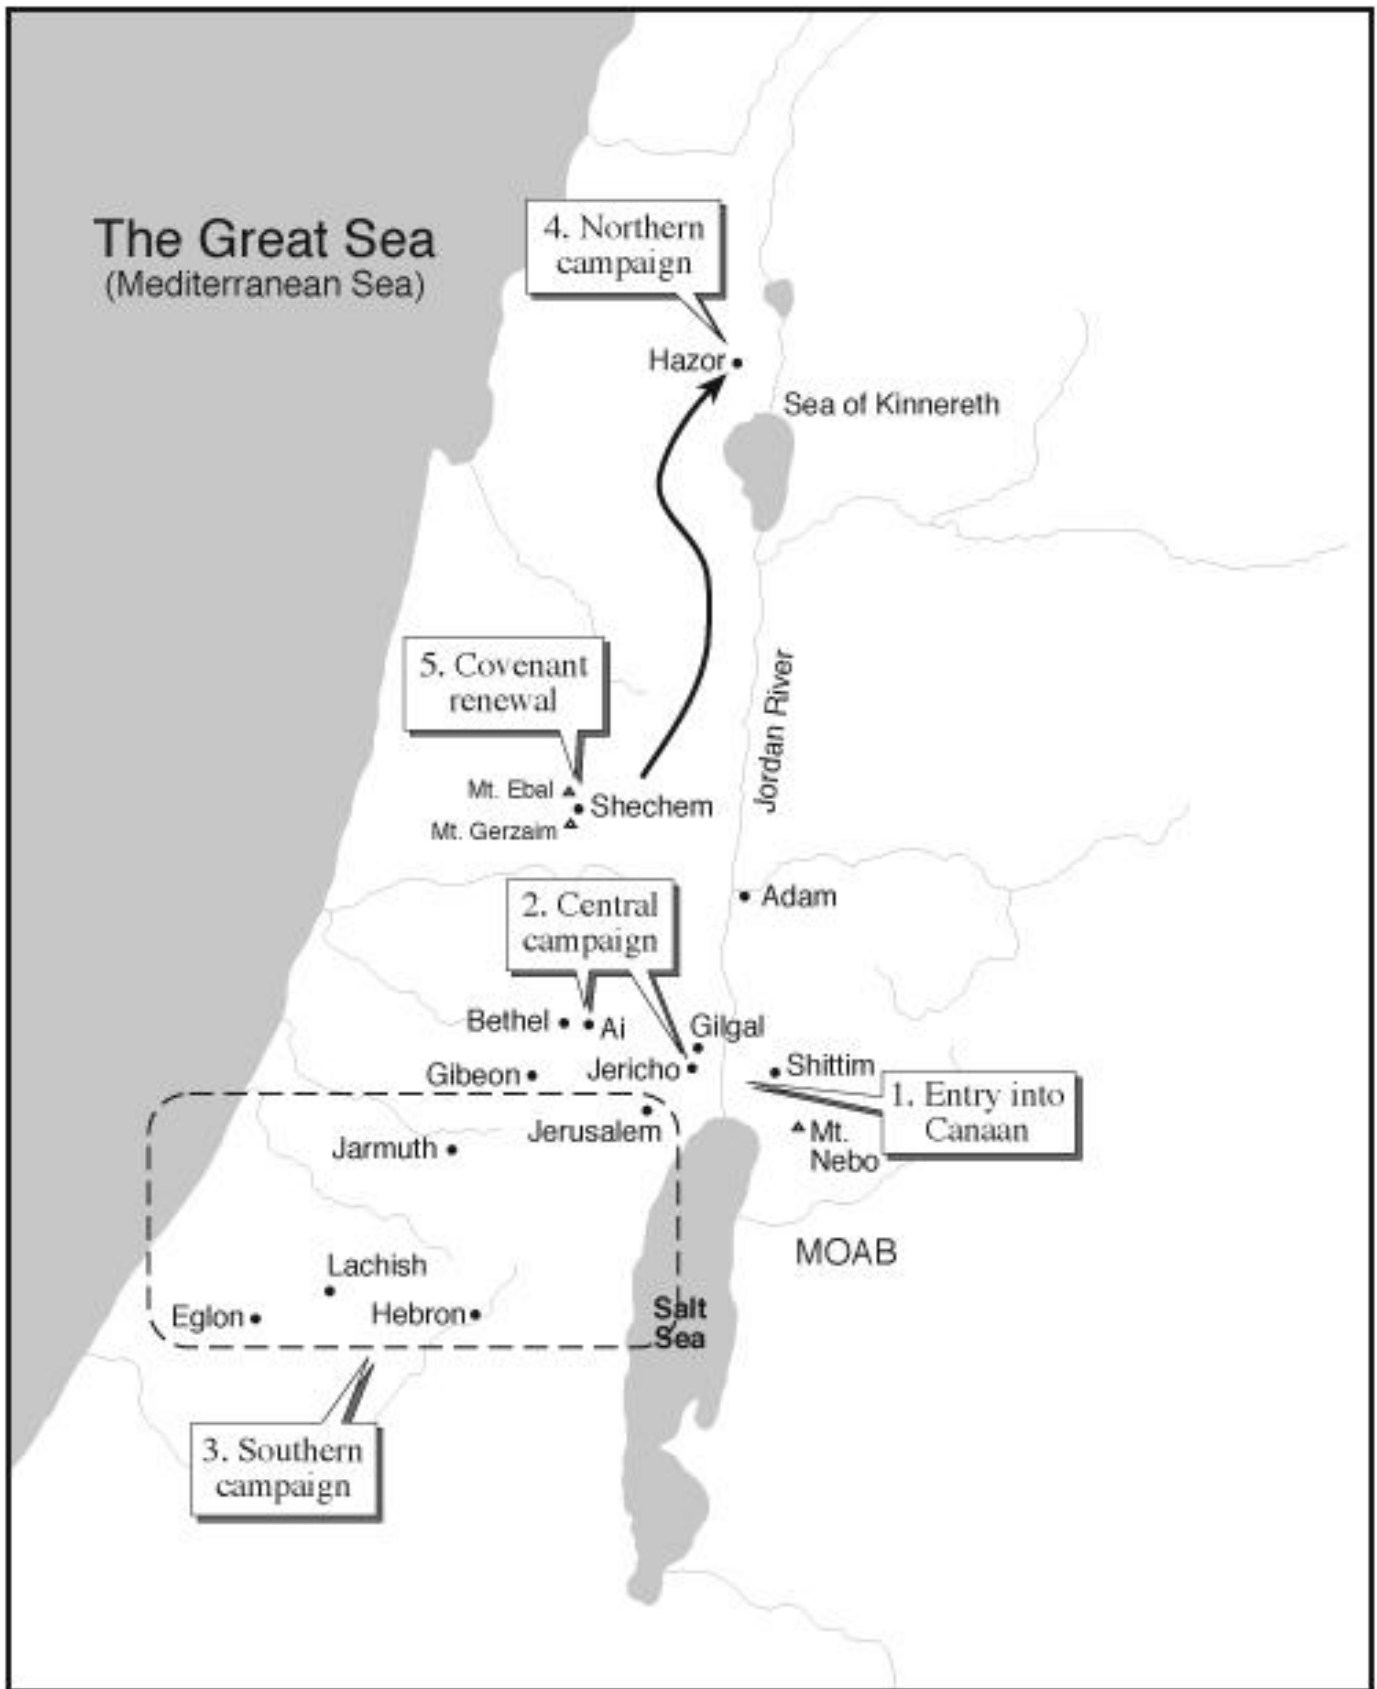 The Great Sea
(Mediterranean Sea)
4. Northern
campaign
Hazor
Sea of Kinnereth
5. Covenant
renewal
Jordan River
Mt. Ebal
Shechem
Mt. Gerzaim
2. Central
campaign
Adam
Bethel
Ai
Gilgal
Gibeon
Jericho
Shittim
1. Entry into
Canaan
Jerusalem
Mt.
Nebo
Jarmuth
MOAB
Lachish
Eglon
Hebron
Salt
Sea
3. Southern
campaign